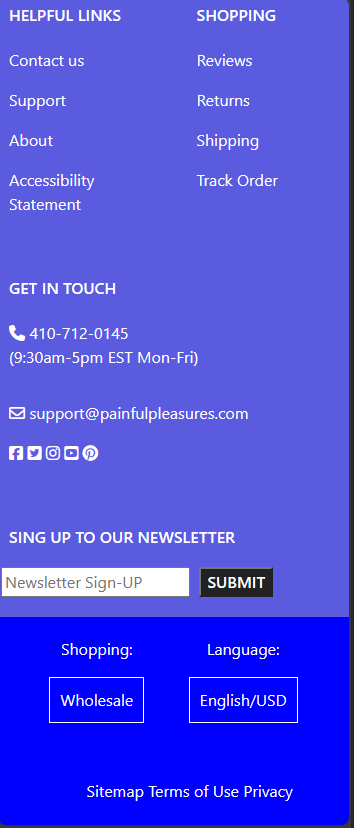 HELPFUL LINKS
Contact us
Support
About
Accessibility
Statement
SHOPPING
Reviews
Returns
Shipping
Track Order
GET IN TOUCH
410-712-0145
(9:30am-5pm EST Mon-Fri)
support@painfulpleasures.com
SING UP TO OUR NEWSLETTER
Newsletter Sign-UP
SUBMIT
Shopping:
Wholesale
Language:
English/USD
Sitemap Terms of Use Privacy